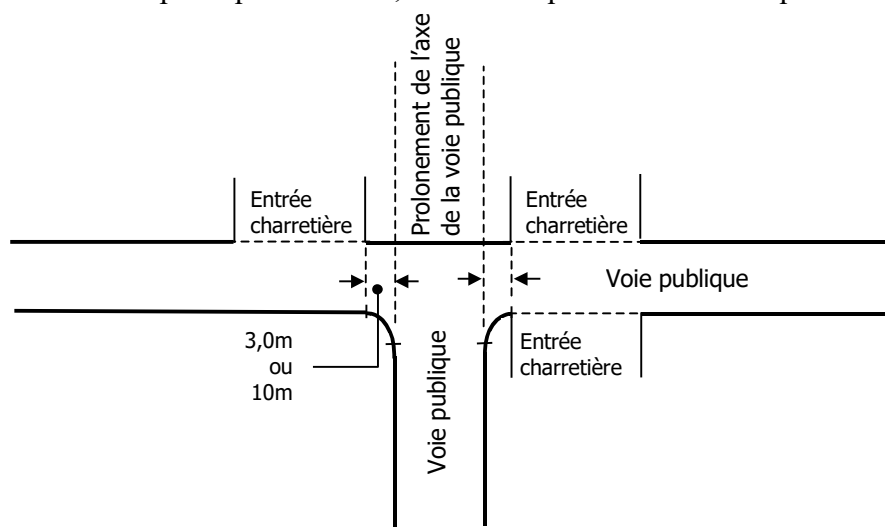 Prolonement de l'axe
de la voie publique
Entrée
charretière
Entrée
charretière
Voie publique
3,0m
ou
10m
Voie publique
Entrée
charretière